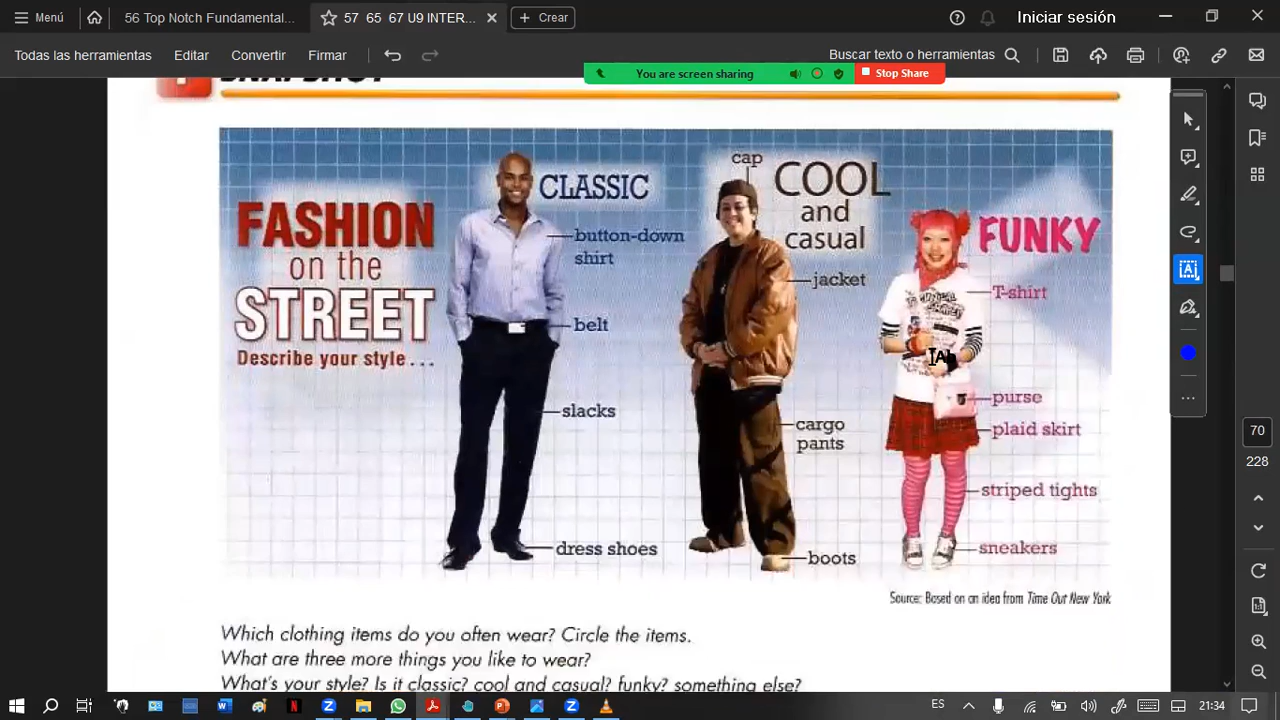 Menú
56 Top Notch Fundamental...
57 65 67 U9 INTER...
Crear
Iniciar sesión
Todas las herramientas
Editar
Convertir
Firmar
Buscar texto o herramientas
You are screen sharing
Stop Share
SNAPSHOT
FASHION
on the
STREET
Describe your style...
CLASSIC
button-down
shirt
belt
slacks
dress shoes
cap
COOL
and
casual
jacket
cargo
pants
boots
FUNKY
T-shirt
purse
plaid skirt
striped tights
sneakers
Source: Based on an idea from Time Out New York
Which clothing items do you often wear? Circle the items.
What are three more things you like to wear?
What's your style? Is it classic? cool and casual? funky? something else?
70
228
ES
21:34